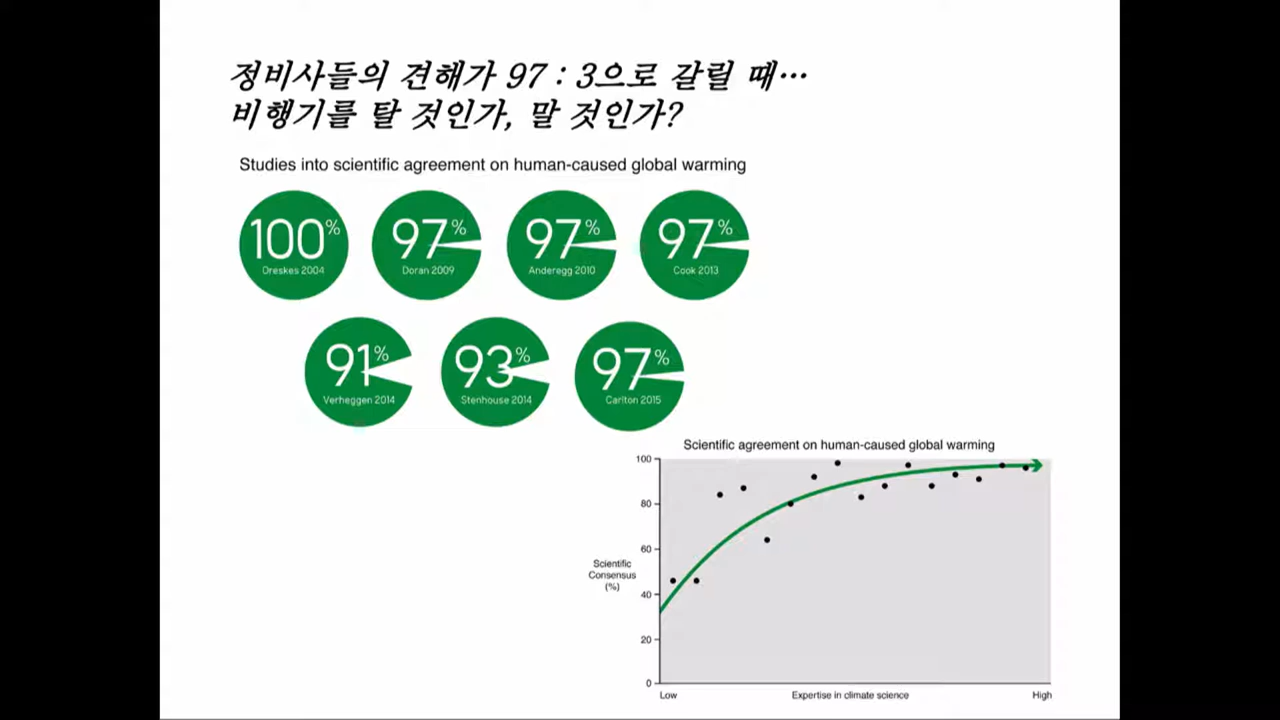 정비사들의 견해가 97 : 3으로 갈릴 때…
비행기를 탈 것인가, 말 것인가?
Studies into scientific agreement on human-caused global warming
100%
Oreskes 2004
97%
Doran 2009
97%
Anderegg 2010
97%
Cook 2013
91%
Verheggen 2014
93%
Stenhouse 2014
97%
Carlton 2015
Scientific agreement on human-caused global warming
100
80
60
40
20
0
Scientific
Consensus
(%)
Low
Expertise in climate science
High